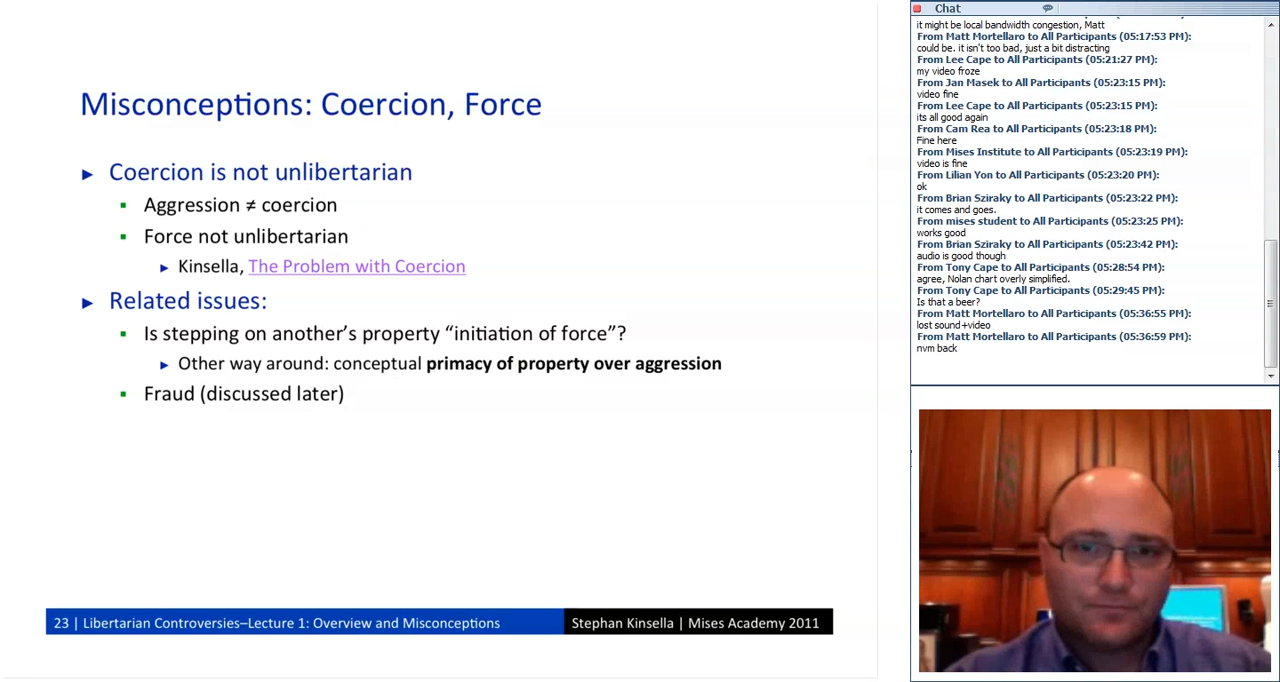 Misconceptions: Coercion, Force
► Coercion is not unlibertarian
▪ Aggression ≠ coercion
▪ Force not unlibertarian
► Kinsella, The Problem with Coercion
► Related issues:
▪ Is stepping on another’s property “initiation of force”?
► Other way around: conceptual primacy of property over aggression
▪ Fraud (discussed later)
23 | Libertarian Controversies–Lecture 1: Overview and Misconceptions
Stephan Kinsella | Mises Academy 2011
Chat
it might be local bandwidth congestion, Matt
From Matt Mortellaro to All Participants (05:17:53 PM):
could be. it isn't too bad, just a bit distracting
From Lee Cape to All Participants (05:21:27 PM):
my video froze
From Jan Masek to All Participants (05:23:15 PM):
video fine
From Lee Cape to All Participants (05:23:15 PM):
its all good again
From Cam Rea to All Participants (05:23:18 PM):
Fine here
From Mises Institute to All Participants (05:23:19 PM):
video is fine
From Lilian Yon to All Participants (05:23:20 PM):
ok
From Brian Sziraky to All Participants (05:23:22 PM):
it comes and goes.
From mises student to All Participants (05:23:25 PM):
works good
From Brian Sziraky to All Participants (05:23:42 PM):
audio is good though
From Tony Cape to All Participants (05:28:54 PM):
agree, Nolan chart overly simplified.
From Tony Cape to All Participants (05:29:45 PM):
Is that a beer?
From Matt Mortellaro to All Participants (05:36:55 PM):
lost sound+video
From Matt Mortellaro to All Participants (05:36:59 PM):
nvm back